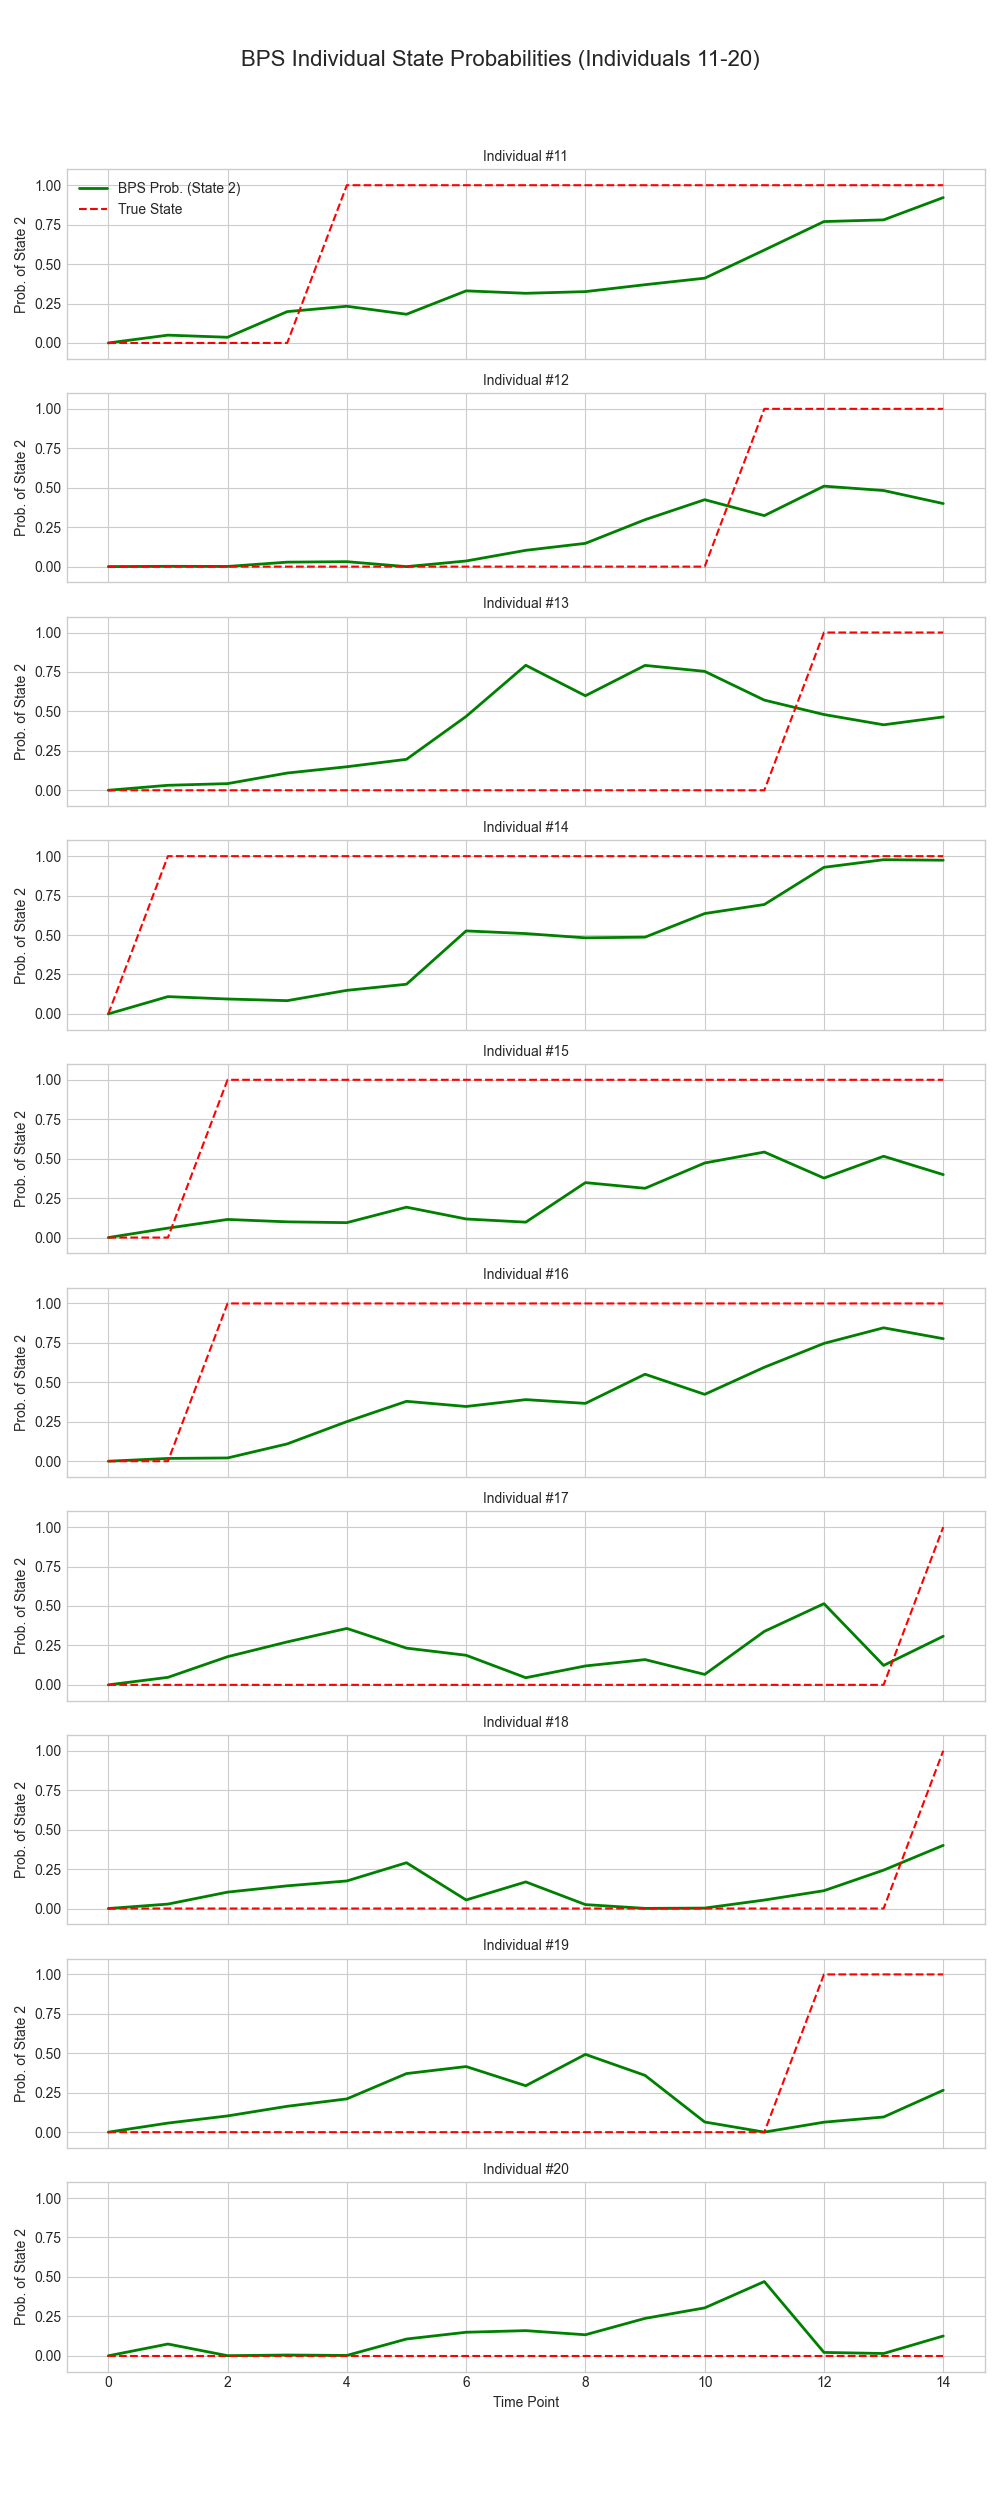 BPS Individual State Probabilities (Individuals 11-20)
Individual #11
Prob. of State 2
1.00
0.75
0.50
0.25
0.00
BPS Prob. (State 2)
True State
Individual #12
Prob. of State 2
1.00
0.75
0.50
0.25
0.00
Individual #13
Prob. of State 2
1.00
0.75
0.50
0.25
0.00
Individual #14
Prob. of State 2
1.00
0.75
0.50
0.25
0.00
Individual #15
Prob. of State 2
1.00
0.75
0.50
0.25
0.00
Individual #16
Prob. of State 2
1.00
0.75
0.50
0.25
0.00
Individual #17
Prob. of State 2
1.00
0.75
0.50
0.25
0.00
Individual #18
Prob. of State 2
1.00
0.75
0.50
0.25
0.00
Individual #19
Prob. of State 2
1.00
0.75
0.50
0.25
0.00
Individual #20
Prob. of State 2
1.00
0.75
0.50
0.25
0.00
0 2 4 6 8 10 12 14
Time Point